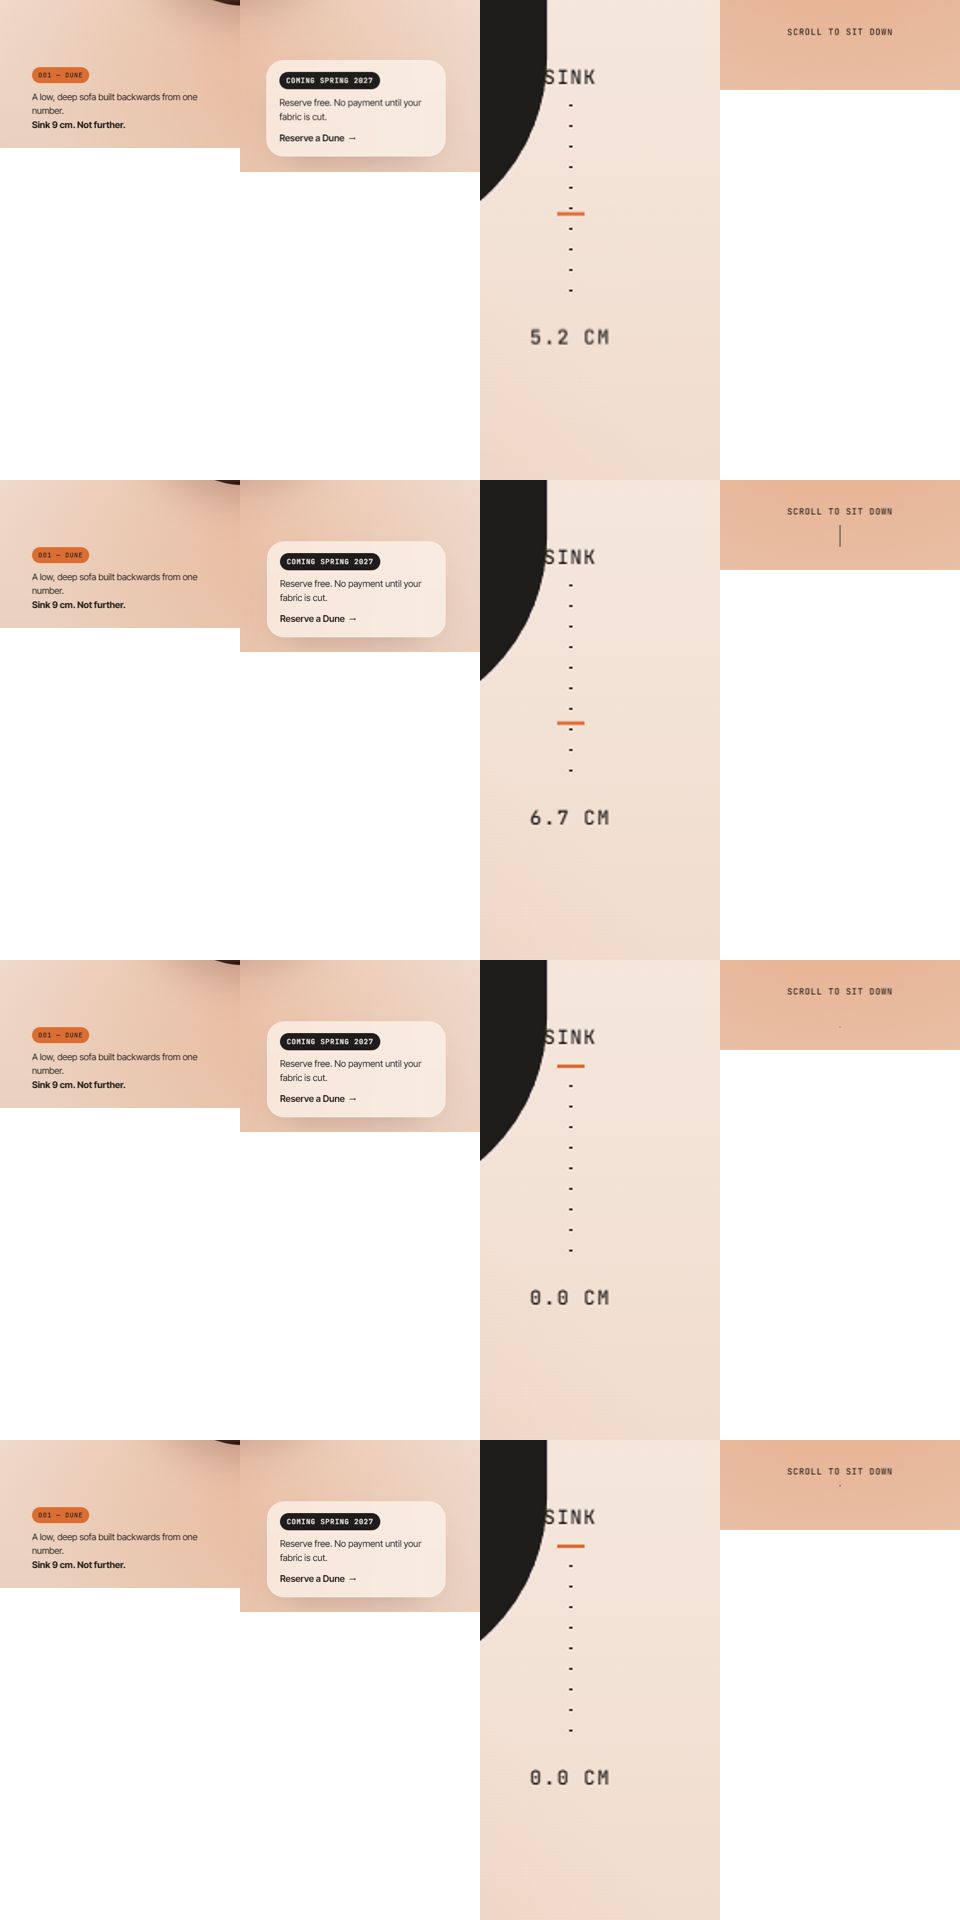 001 — DUNE
A low, deep sofa built backwards from one
number.
Sink 9 cm. Not further.
COMING SPRING 2027
Reserve free. No payment until your
fabric is cut.
Reserve a Dune →
SINK
5.2 CM
SCROLL TO SIT DOWN
001 — DUNE
A low, deep sofa built backwards from one
number.
Sink 9 cm. Not further.
COMING SPRING 2027
Reserve free. No payment until your
fabric is cut.
Reserve a Dune →
SINK
6.7 CM
SCROLL TO SIT DOWN
001 — DUNE
A low, deep sofa built backwards from one
number.
Sink 9 cm. Not further.
COMING SPRING 2027
Reserve free. No payment until your
fabric is cut.
Reserve a Dune →
SINK
0.0 CM
SCROLL TO SIT DOWN
001 — DUNE
A low, deep sofa built backwards from one
number.
Sink 9 cm. Not further.
COMING SPRING 2027
Reserve free. No payment until your
fabric is cut.
Reserve a Dune →
SINK
0.0 CM
SCROLL TO SIT DOWN